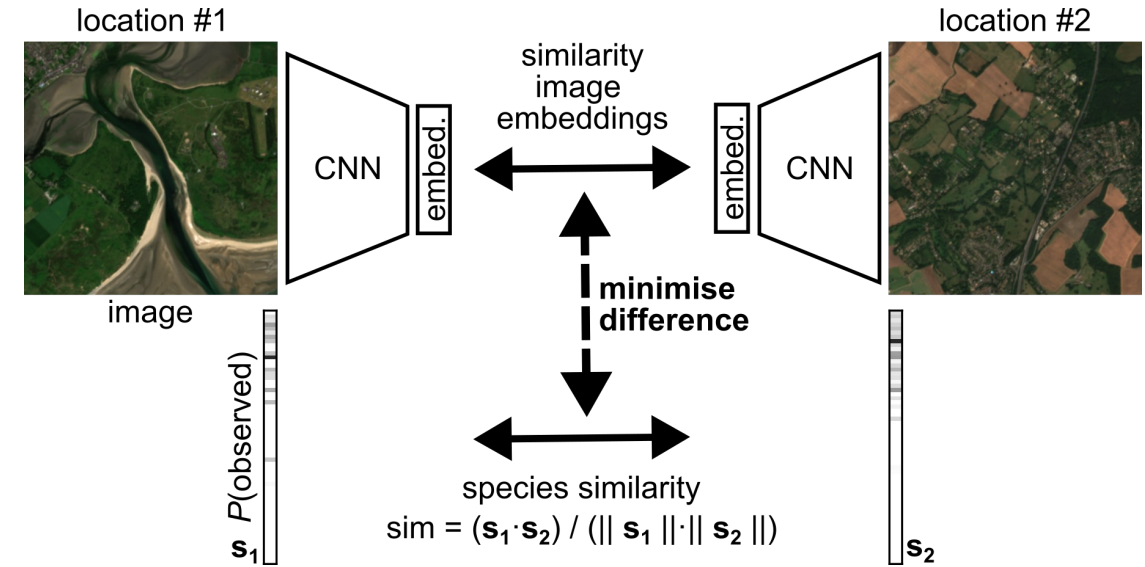 location #1
location #2
similarity
image
embeddings
CNN
embed.
embed.
CNN
minimise
difference
image
P(observed)
s1
s2
species similarity
sim = (s1·s2) / (|| s1 ||·|| s2 ||)